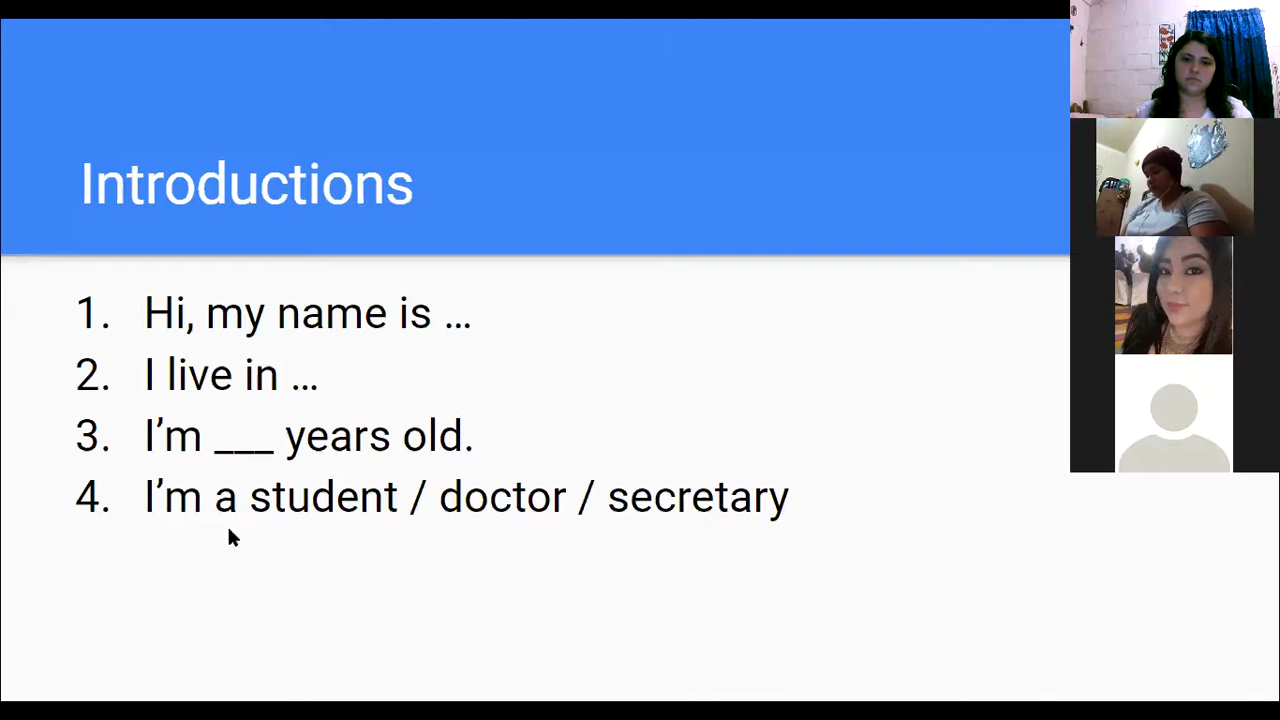 Introductions
1. Hi, my name is ...
2. I live in ...
3. I’m ___ years old.
4. I’m a student / doctor / secretary